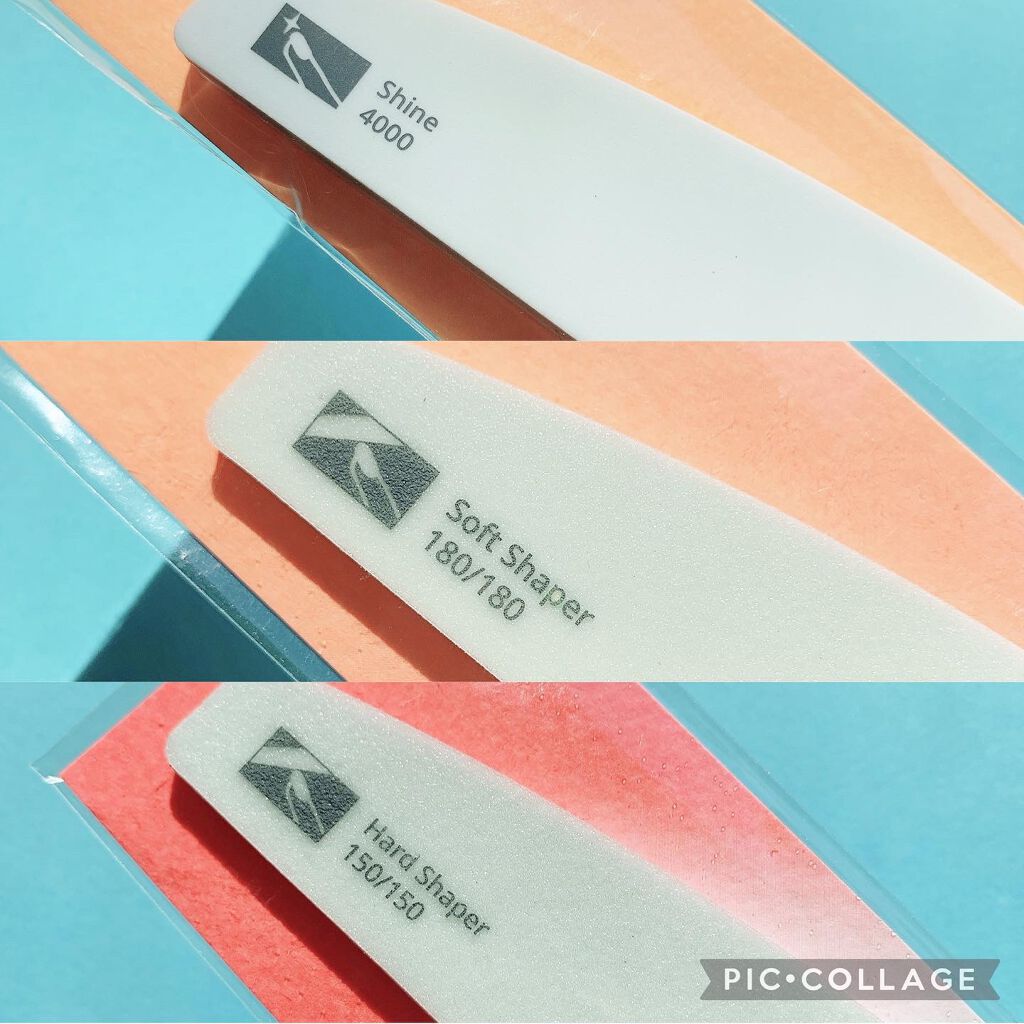 Shine
4000
Soft Shaper
180/180
Hard Shaper
150/150
PIC•COLLAGE